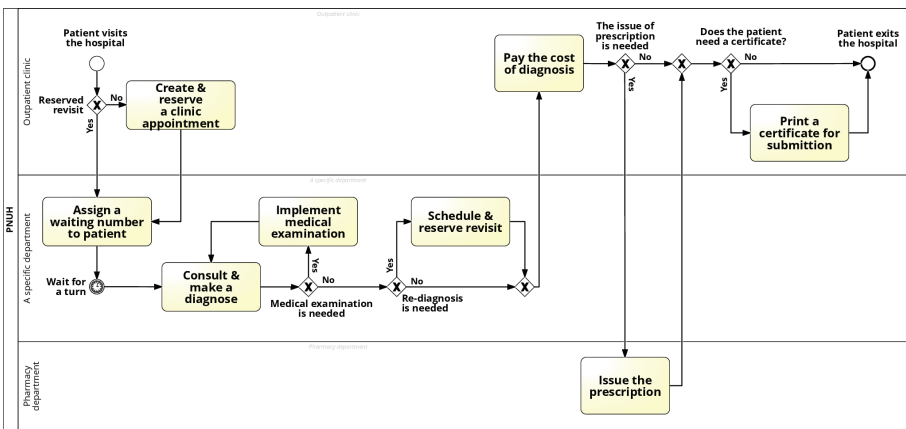 PNUH
Outpatient clinic
Outpatient clinic
Patient visits
the hospital
Reserved
revisit
No
Yes
Create &
reserve
a clinic
appointment
Pay the cost
of diagnosis
The issue of
prescription
is needed
No
Yes
Does the patient
need a certificate?
No
Yes
Patient exits
the hospital
Print a
certificate for
submittion
A specific department
A specific department
Assign a
waiting number
to patient
Wait for
a turn
Consult &
make a
diagnose
Implement
medical
examination
Yes
No
Medical examination
is needed
Schedule &
reserve revisit
Yes
No
Re-diagnosis
is needed
Pharmacy
department
Pharmacy department
Issue the
prescription